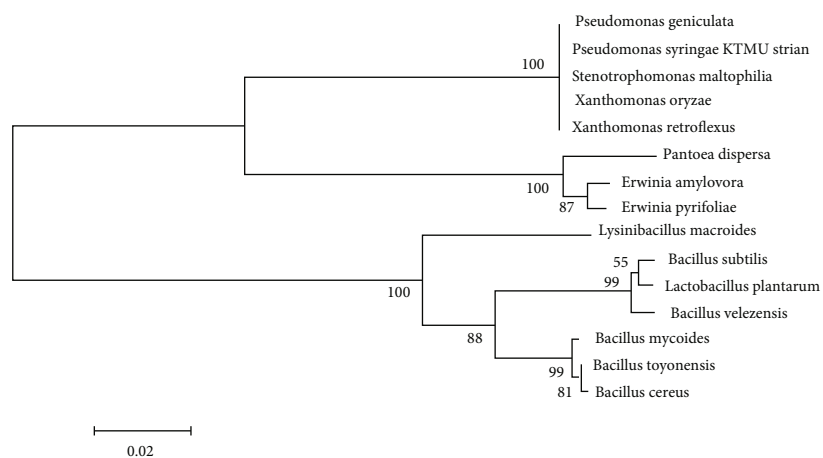 Pseudomonas geniculata
100
Pseudomonas syringae KTMU strian
Stenotrophomonas maltophilia
Xanthomonas oryzae
Xanthomonas retroflexus
Pantoea dispersa
100
Erwinia amylovora
87
Erwinia pyrifoliae
Lysinibacillus macroides
100
55
Bacillus subtilis
99
Lactobacillus plantarum
Bacillus velezensis
88
Bacillus mycoides
99
Bacillus toyonensis
81
Bacillus cereus
0.02